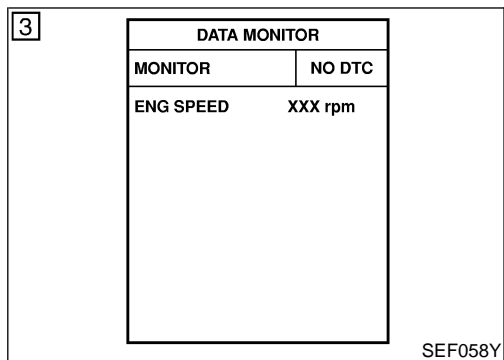 3
DATA MONITOR
MONITOR NO DTC
ENG SPEED XXX rpm
SEF058Y